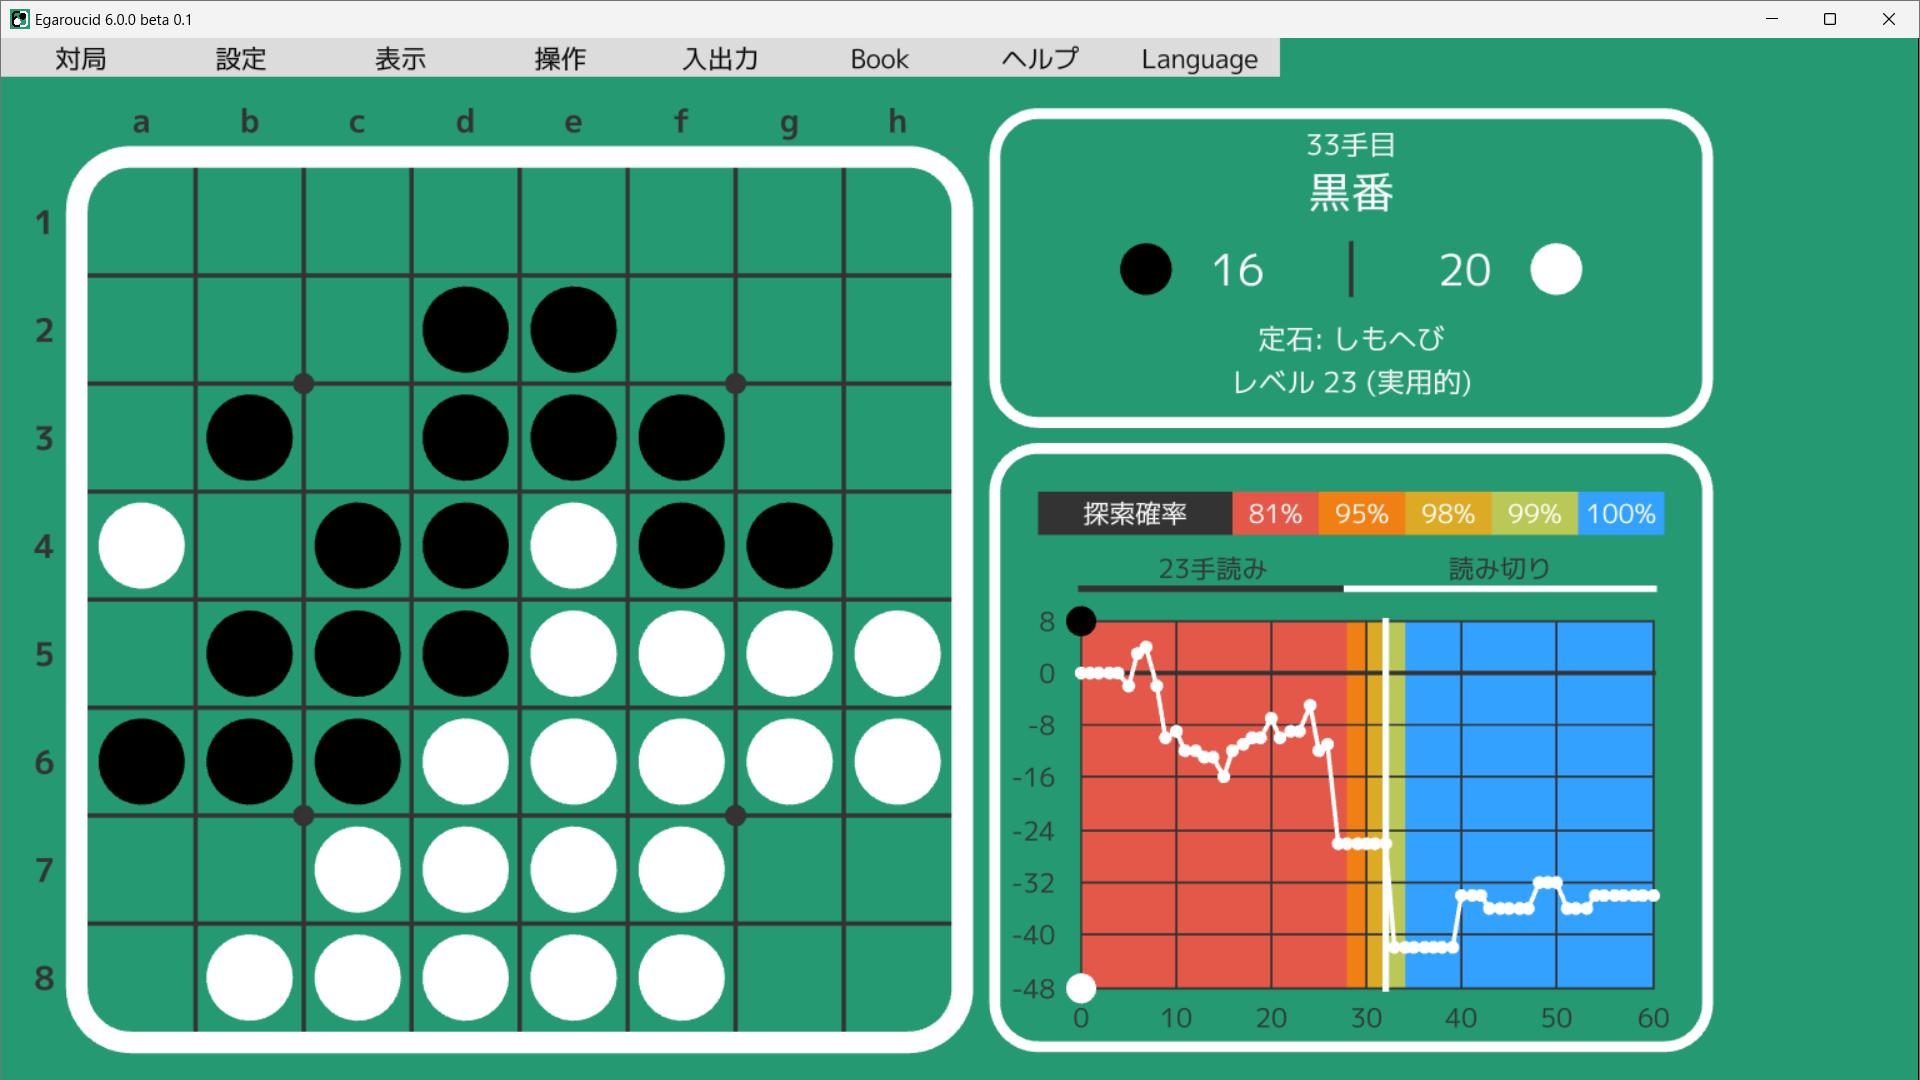 Egaroucid 6.0.0 beta 0.1
対局 設定 表示 操作 入出力 Book ヘルプ Language
a b c d e f g h
1
2
3
4
5
6
7
8
33手目
黒番
16 20
定石: しもへび
レベル 23 (実用的)
探索確率 81% 95% 98% 99% 100%
23手読み 読み切り
8
0
-8
-16
-24
-32
-40
-48
0 10 20 30 40 50 60